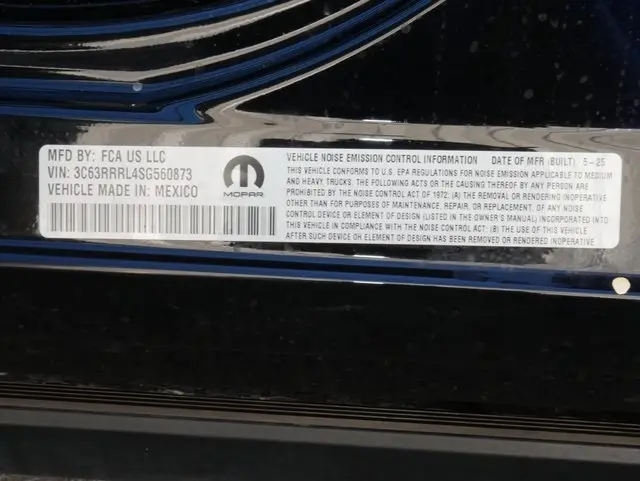 MFD BY: FCA US LLC
VIN: 3C63RRRL4SG560873
VEHICLE MADE IN: MEXICO
MOPAR
VEHICLE NOISE EMISSION CONTROL INFORMATION DATE OF MFR (BUILT) 5-25
THIS VEHICLE CONFORMS TO U.S. EPA REGULATIONS FOR NOISE EMISSION APPLICABLE TO MEDIUM
AND HEAVY TRUCKS. THE FOLLOWING ACTS OR THE CAUSING THEREOF BY ANY PERSON ARE
PROHIBITED BY THE NOISE CONTROL ACT OF 1972: (A) THE REMOVAL OR RENDERING INOPERATIVE
OTHER THAN FOR PURPOSES OF MAINTENANCE, REPAIR, OR REPLACEMENT, OF ANY NOISE
CONTROL DEVICE OR ELEMENT OF DESIGN (LISTED IN THE OWNER'S MANUAL) INCORPORATED INTO
THIS VEHICLE IN COMPLIANCE WITH THE NOISE CONTROL ACT: (B) THE USE OF THIS VEHICLE
AFTER SUCH DEVICE OR ELEMENT OF DESIGN HAS BEEN REMOVED OR RENDERED INOPERATIVE